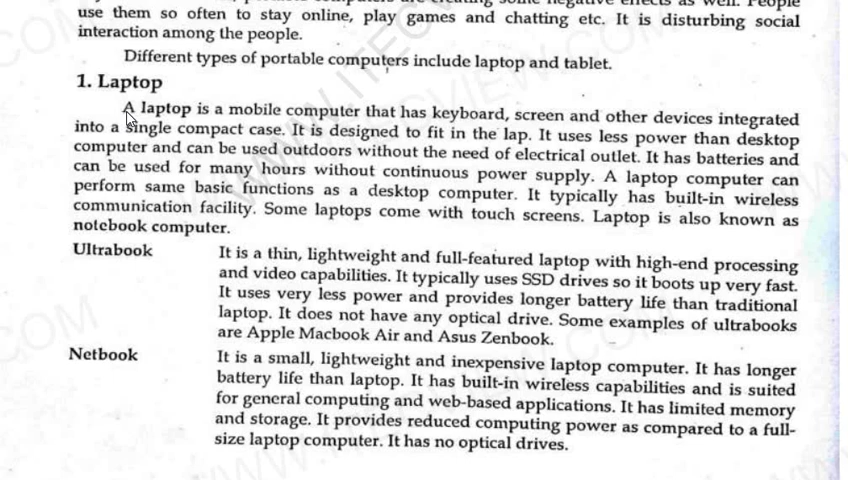 use them so often to stay online, play games and chatting etc. It is disturbing social
interaction among the people.
Different types of portable computers include laptop and tablet.
1. Laptop
A laptop is a mobile computer that has keyboard, screen and other devices integrated
into a single compact case. It is designed to fit in the lap. It uses less power than desktop
computer and can be used outdoors without the need of electrical outlet. It has batteries and
can be used for many hours without continuous power supply. A laptop computer can
perform same basic functions as a desktop computer. It typically has built-in wireless
communication facility. Some laptops come with touch screens. Laptop is also known as
notebook computer.
Ultrabook It is a thin, lightweight and full-featured laptop with high-end processing
and video capabilities. It typically uses SSD drives so it boots up very fast.
It uses very less power and provides longer battery life than traditional
laptop. It does not have any optical drive. Some examples of ultrabooks
are Apple Macbook Air and Asus Zenbook.
Netbook It is a small, lightweight and inexpensive laptop computer. It has longer
battery life than laptop. It has built-in wireless capabilities and is suited
for general computing and web-based applications. It has limited memory
and storage. It provides reduced computing power as compared to a full-
size laptop computer. It has no optical drives.